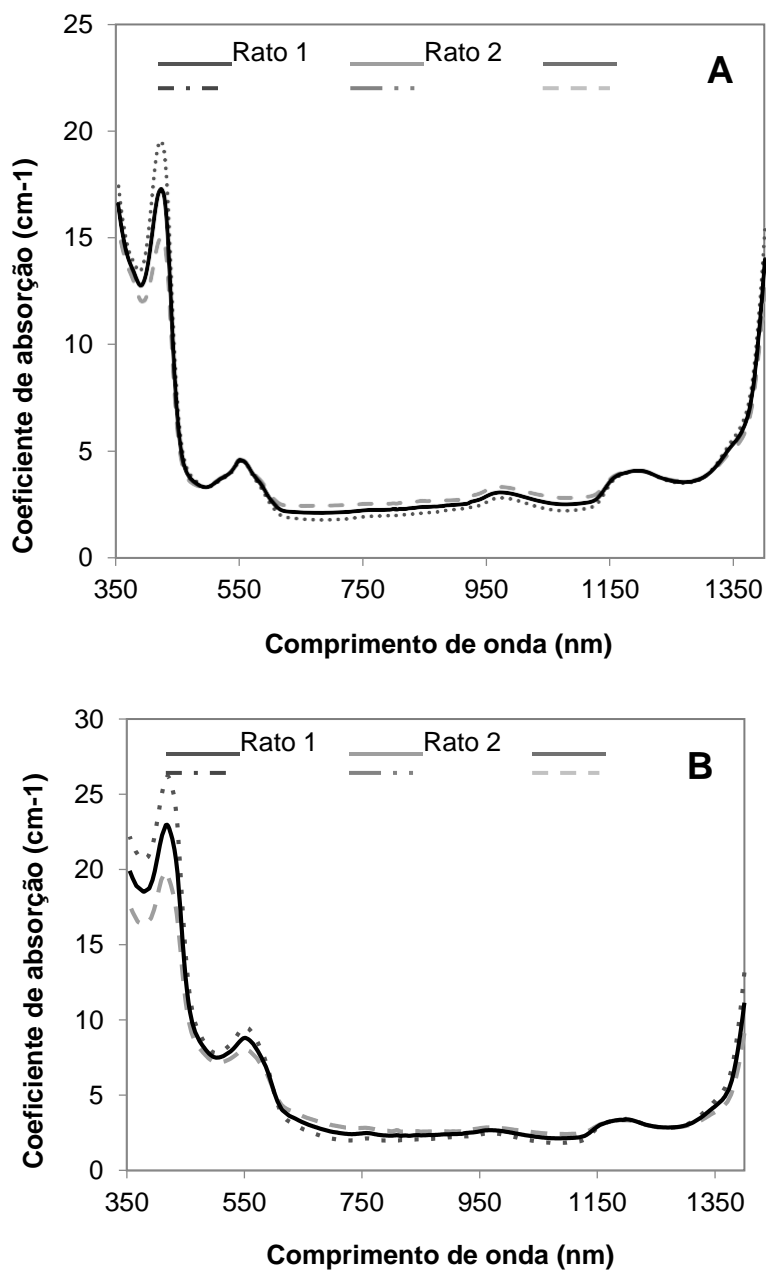 25
20
15
10
5
0
Coeficiente de absorção (cm-1)
Rato 1 Rato 2
A
350 550 750 950 1150 1350
Comprimento de onda (nm)
30
25
20
15
10
5
0
Coeficiente de absorção (cm-1)
Rato 1 Rato 2
B
350 550 750 950 1150 1350
Comprimento de onda (nm)